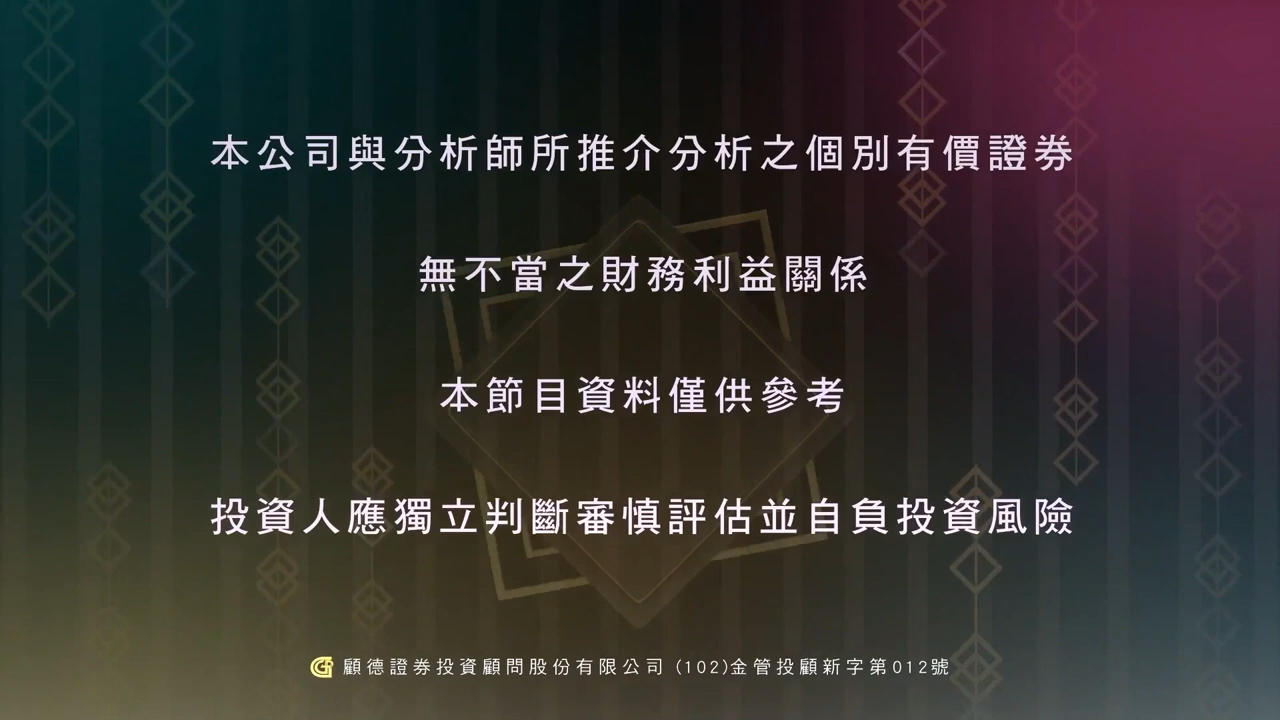 本公司與分析師所推介分析之個別有價證券
無不當之財務利益關係
本節目資料僅供參考
投資人應獨立判斷審慎評估並自負投資風險
顧德證券投資顧問股份有限公司 (102)金管投顧新字第012號